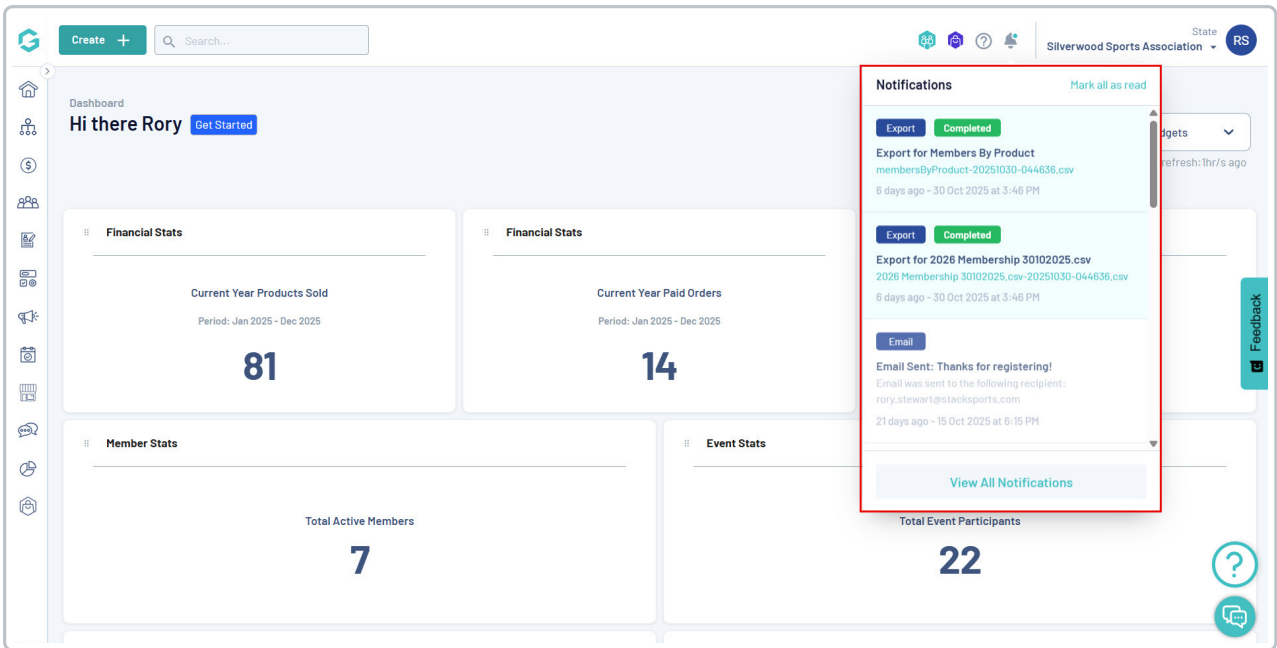 Create +
Search...
State
Silverwood Sports Association
RS
Dashboard
Hi there Rory
Get Started
Notifications
Mark all as read
Export
Completed
Export for Members By Product
membersByProduct-20251030-044636.csv
6 days ago - 30 Oct 2025 at 3:46 PM
Export
Completed
Export for 2026 Membership 30102025.csv
2026 Membership 30102025.csv-20251030-044636.csv
6 days ago - 30 Oct 2025 at 3:46 PM
Email
Email Sent: Thanks for registering!
Email was sent to the following recipient:
rory.stewart@stacksports.com
21 days ago - 15 Oct 2025 at 6:15 PM
View All Notifications
refresh:1hr/s ago
Financial Stats
Current Year Products Sold
Period: Jan 2025 - Dec 2025
81
Financial Stats
Current Year Paid Orders
Period: Jan 2025 - Dec 2025
14
Feedback
Member Stats
Total Active Members
7
Event Stats
Total Event Participants
22